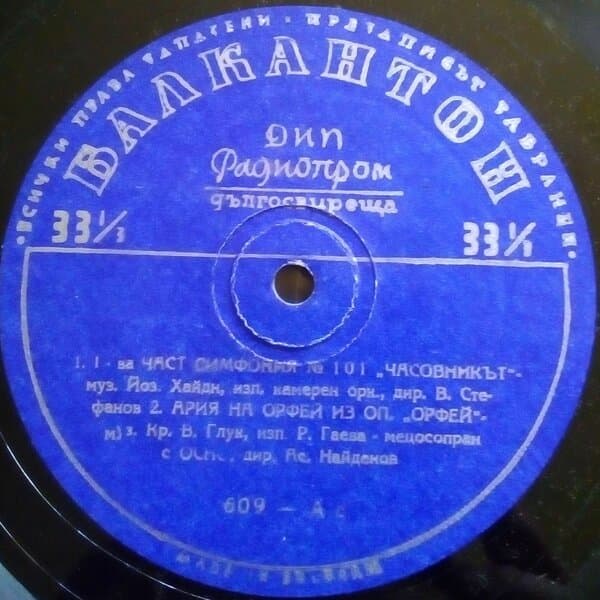 • ВСИЧКИ ПРАВА ЗАПАЗЕНИ • ПРЕЗАПИСЪТ ЗАБРАНЕН •
БАЛКАНТОН
ДИП
Радиопром
дългосвиреща
33⅓ 33⅓
1. I - ва ЧАСТ СИМФОНИЯ № 101 „ЧАСОВНИКЪТ"-
муз. Йоз. Хайдн, изп. камерен орк., дир. В. Сте-
фанов 2. АРИЯ НА ОРФЕЙ ИЗ ОП. „ОРФЕЙ"-
муз. Кр. В. Глук, изп. Р. Гаева - мецосопран
с дир. Ас. Найденов
609 — А